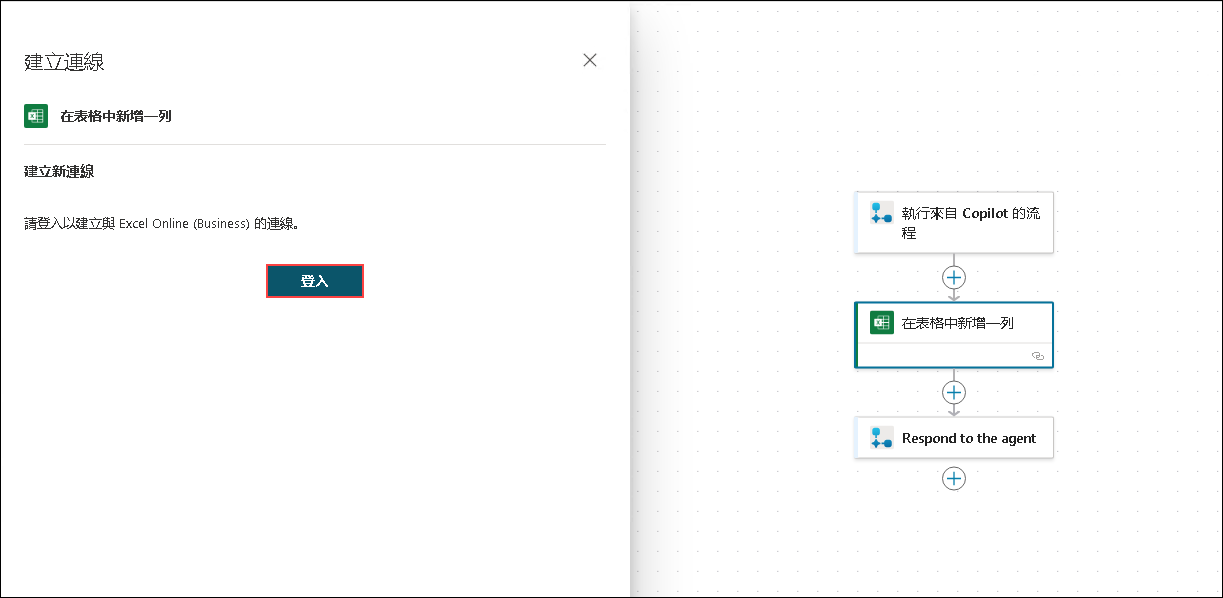 建立連線
在表格中新增一列
建立新連線
請登入以建立與 Excel Online (Business) 的連線。
登入
執行來自 Copilot 的流
程
在表格中新增一列
Respond to the agent